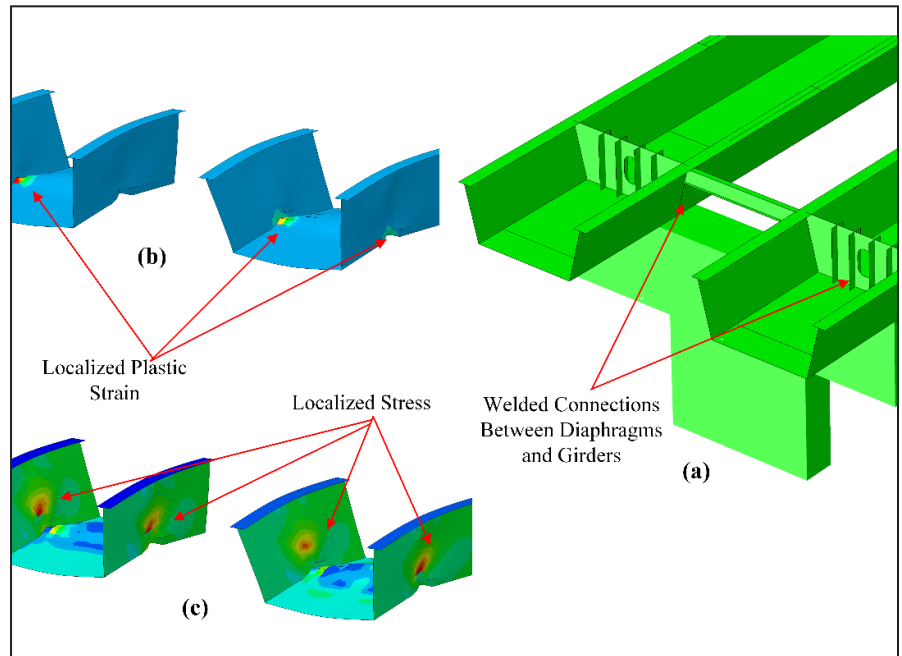 (b)
Localized Plastic
Strain
Localized Stress
(c)
Welded Connections
Between Diaphragms
and Girders
(a)